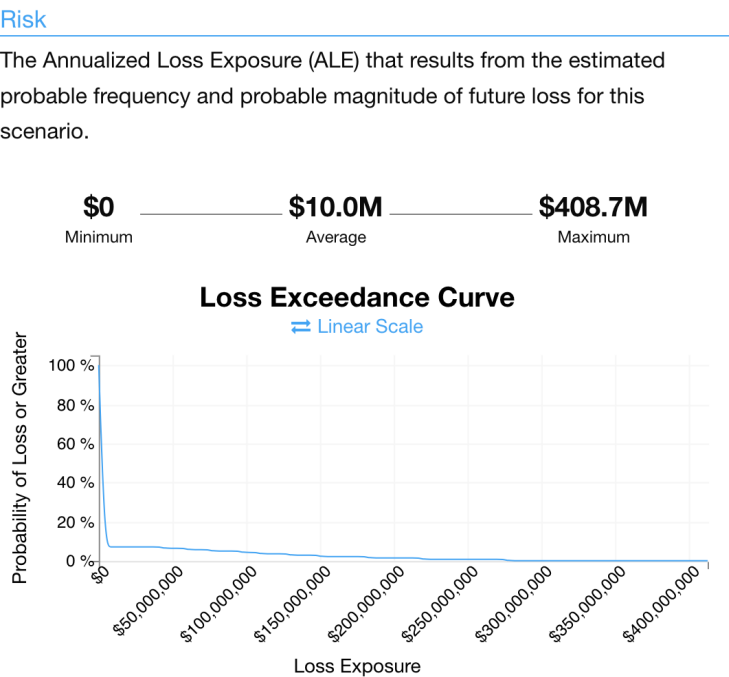 Risk
The Annualized Loss Exposure (ALE) that results from the estimated
probable frequency and probable magnitude of future loss for this
scenario.
$0 $10.0M $408.7M
Minimum Average Maximum
Loss Exceedance Curve
Linear Scale
Probability of Loss or Greater
100 %
80 %
60 %
40 %
20 %
0 %
$0 $50,000,000 $100,000,000 $150,000,000 $200,000,000 $250,000,000 $300,000,000 $350,000,000 $400,000,000
Loss Exposure